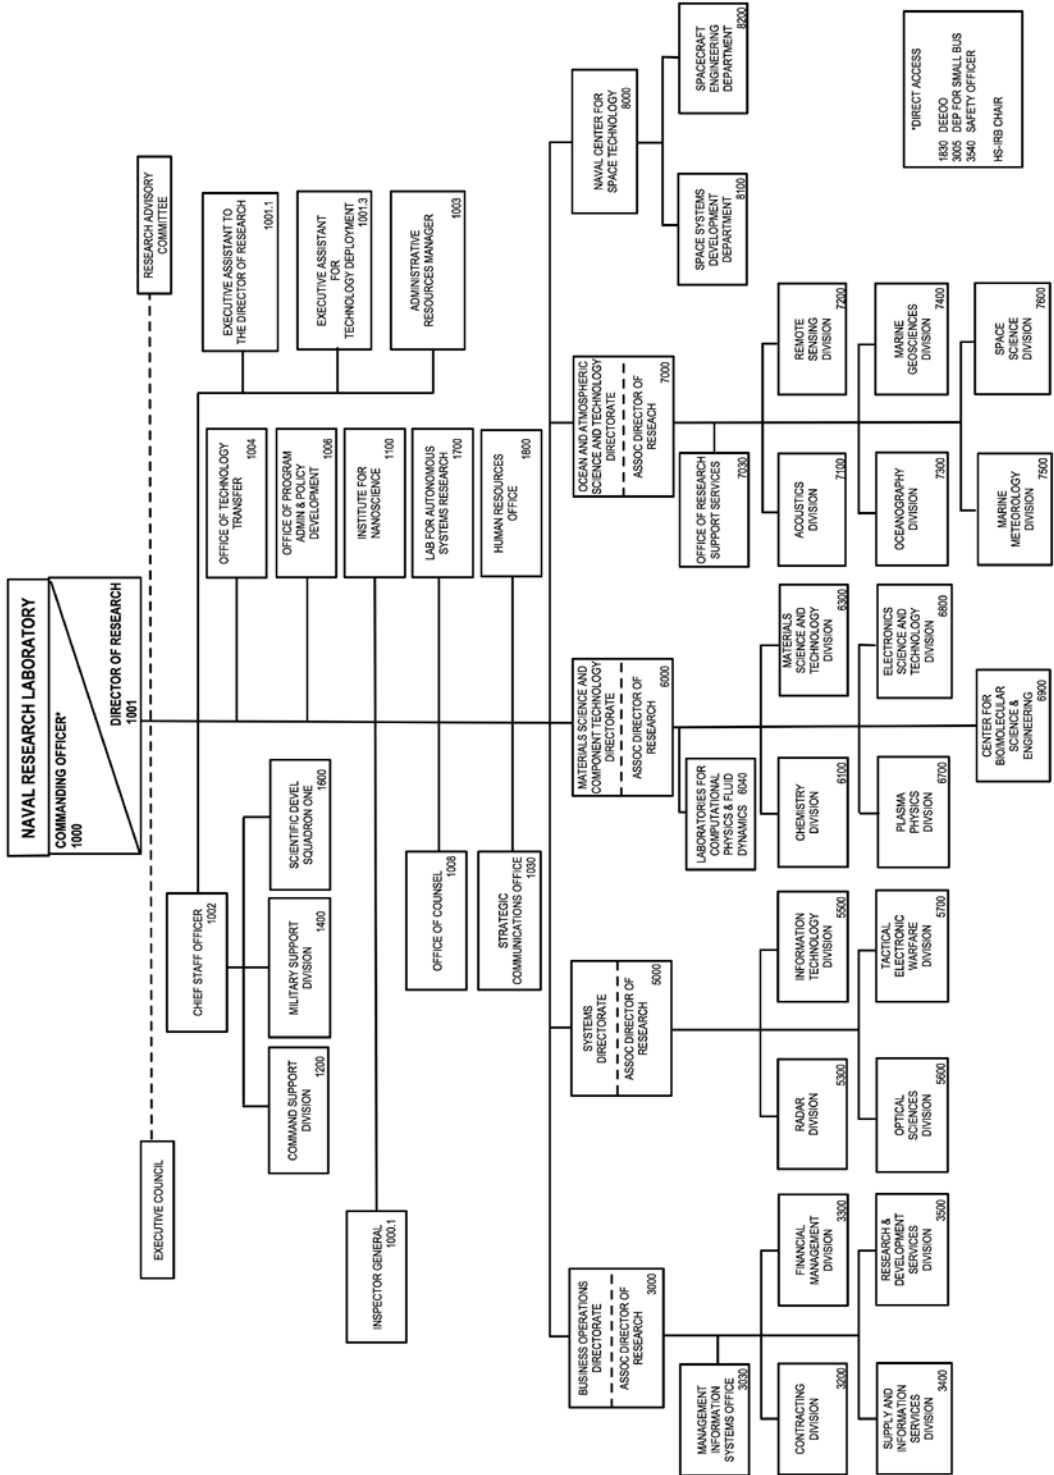 NAVAL RESEARCH LABORATORY
COMMANDING OFFICER*
1000
DIRECTOR OF RESEARCH
1001
EXECUTIVE COUNCIL
RESEARCH ADVISORY
COMMITTEE
CHIEF STAFF OFFICER
1002
EXECUTIVE ASSISTANT TO
THE DIRECTOR OF RESEARCH
1001.1
COMMAND SUPPORT
DIVISION
1200
MILITARY SUPPORT
DIVISION
1400
SCIENTIFIC DEVEL
SQUADRON ONE
1600
OFFICE OF TECHNOLOGY
TRANSFER
1004
EXECUTIVE ASSISTANT
FOR
TECHNOLOGY DEPLOYMENT
1001.3
OFFICE OF PROGRAM
ADMIN & POLICY
DEVELOPMENT
1006
ADMINISTRATIVE
RESOURCES MANAGER
1003
INSPECTOR GENERAL
1000.1
INSTITUTE FOR
NANOSCIENCE
1100
OFFICE OF COUNSEL
1008
LAB FOR AUTONOMOUS
SYSTEMS RESEARCH
1700
STRATEGIC
COMMUNICATIONS OFFICE
1030
HUMAN RESOURCES
OFFICE
1800
BUSINESS OPERATIONS
DIRECTORATE
ASSOC DIRECTOR OF
RESEARCH
3000
SYSTEMS
DIRECTORATE
ASSOC DIRECTOR OF
RESEARCH
5000
MATERIALS SCIENCE AND
COMPONENT TECHNOLOGY
DIRECTORATE
ASSOC DIRECTOR OF
RESEARCH
6000
OCEAN AND ATMOSPHERIC
SCIENCE AND TECHNOLOGY
DIRECTORATE
ASSOC DIRECTOR OF
RESEACH
7000
NAVAL CENTER FOR
SPACE TECHNOLOGY
8000
MANAGEMENT
INFORMATION
SYSTEMS OFFICE
3030
CONTRACTING
DIVISION
3200
FINANCIAL
MANAGEMENT
DIVISION
3300
SUPPLY AND
INFORMATION
SERVICES
DIVISION
3400
RESEARCH &
DEVELOPMENT
SERVICES
DIVISION
3500
RADAR
DIVISION
5300
INFORMATION
TECHNOLOGY
DIVISION
5500
OPTICAL
SCIENCES
DIVISION
5600
TACTICAL
ELECTRONIC
WARFARE
DIVISION
5700
LABORATORIES FOR
COMPUTATIONAL
PHYSICS & FLUID
DYNAMICS 6040
CHEMISTRY
DIVISION
6100
MATERIALS
SCIENCE AND
TECHNOLOGY
DIVISION
6300
PLASMA
PHYSICS
DIVISION
6700
ELECTRONICS
SCIENCE AND
TECHNOLOGY
DIVISION
6800
CENTER FOR
BIO/MOLECULAR
SCIENCE &
ENGINEERING
6900
OFFICE OF RESEARCH
SUPPORT SERVICES
7030
ACOUSTICS
DIVISION
7100
REMOTE
SENSING
DIVISION
7200
OCEANOGRAPHY
DIVISION
7300
MARINE
GEOSCIENCES
DIVISION
7400
MARINE
METEOROLOGY
DIVISION
7500
SPACE
SCIENCE
DIVISION
7600
SPACE SYSTEMS
DEVELOPMENT
DEPARTMENT
8100
SPACECRAFT
ENGINEERING
DEPARTMENT
8200
*DIRECT ACCESS
1830 DEEOO
3005 DEP FOR SMALL BUS
3540 SAFETY OFFICER
HS-IRB CHAIR